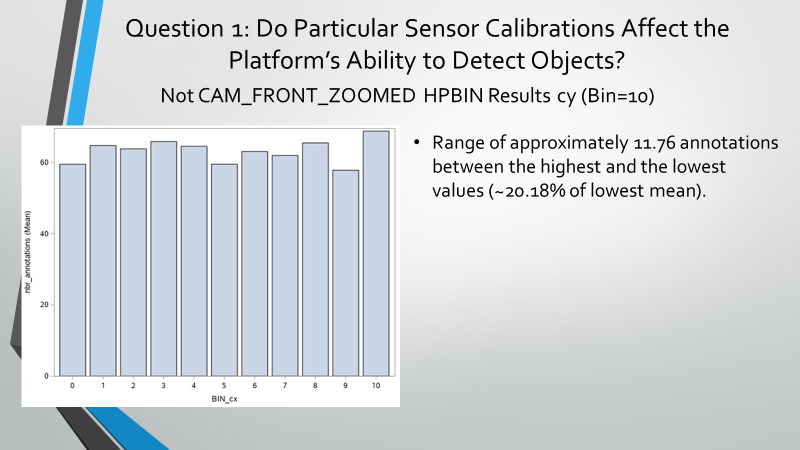 Question 1: Do Particular Sensor Calibrations Affect the
Platform's Ability to Detect Objects?
Not CAM_FRONT_ZOOMED HPBIN Results cy (Bin=10)
• Range of approximately 11.76 annotations
between the highest and the lowest
values (~20.18% of lowest mean).
nbr_annotations (Mean)
60
40
20
0
0 1 2 3 4 5 6 7 8 9 10
BIN_cx